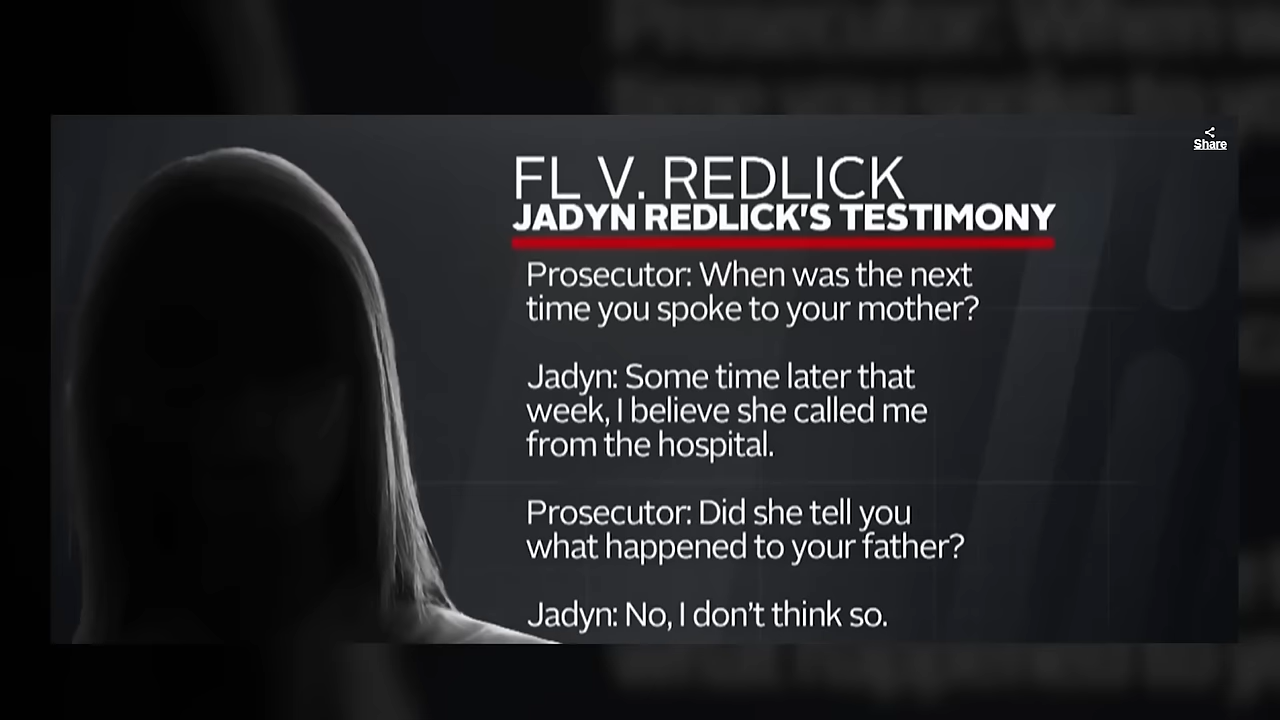 Share
FL V. REDLICK
JADYN REDLICK'S TESTIMONY
Prosecutor: When was the next
time you spoke to your mother?
Jadyn: Some time later that
week, I believe she called me
from the hospital.
Prosecutor: Did she tell you
what happened to your father?
Jadyn: No, I don't think so.